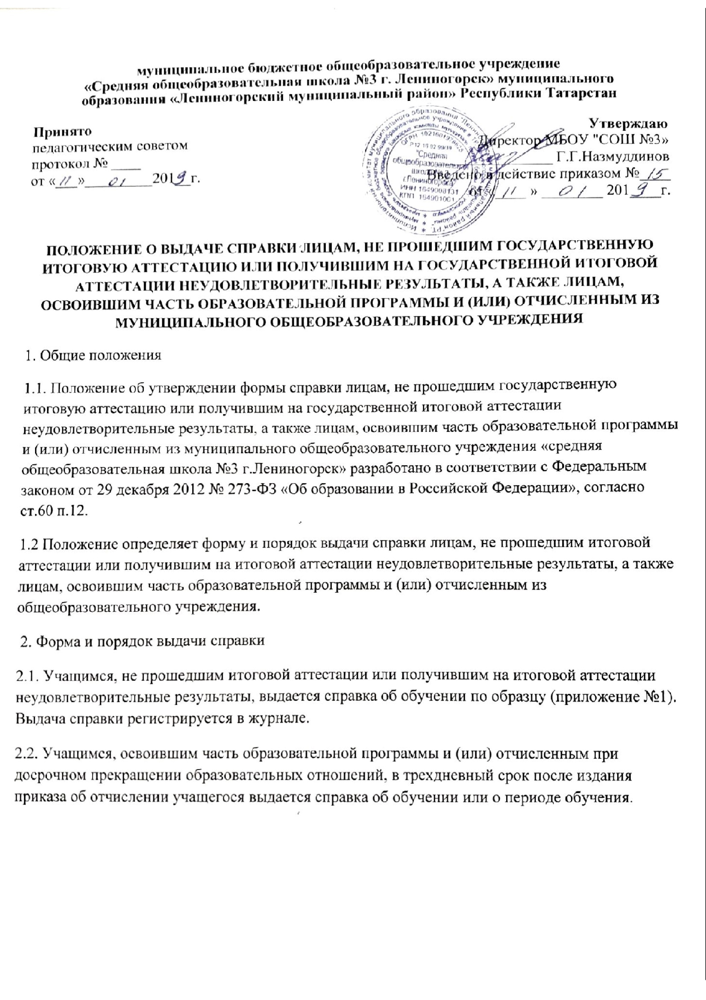 муниципальное бюджетное общеобразовательное учреждение
«Средняя общеобразовательная школа №3 г. Лениногорск» муниципального
образования «Лениногорский муниципальный район» Республики Татарстан
Принято
педагогическим советом
протокол № ____
от «11» 01 2019 г.
Утверждаю
Директор МБОУ "СОШ №3»
Г.Г.Назмуддинов
Введено в действие приказом № 15
от « 11 » 01 2019 г.
"Средняя
общеобразовательная
школа № 3
г.Лениногорска"
ИНН 1649008131
КПП 164901001
ПОЛОЖЕНИЕ О ВЫДАЧЕ СПРАВКИ ЛИЦАМ, НЕ ПРОШЕДШИМ ГОСУДАРСТВЕННУЮ
ИТОГОВУЮ АТТЕСТАЦИЮ ИЛИ ПОЛУЧИВШИМ НА ГОСУДАРСТВЕННОЙ ИТОГОВОЙ
АТТЕСТАЦИИ НЕУДОВЛЕТВОРИТЕЛЬНЫЕ РЕЗУЛЬТАТЫ, А ТАКЖЕ ЛИЦАМ,
ОСВОИВШИМ ЧАСТЬ ОБРАЗОВАТЕЛЬНОЙ ПРОГРАММЫ И (ИЛИ) ОТЧИСЛЕННЫМ ИЗ
МУНИЦИПАЛЬНОГО ОБЩЕОБРАЗОВАТЕЛЬНОГО УЧРЕЖДЕНИЯ
1. Общие положения
1.1. Положение об утверждении формы справки лицам, не прошедшим государственную
итоговую аттестацию или получившим на государственной итоговой аттестации
неудовлетворительные результаты, а также лицам, освоившим часть образовательной программы
и (или) отчисленным из муниципального общеобразовательного учреждения «средняя
общеобразовательная школа №3 г.Лениногорск» разработано в соответствии с Федеральным
законом от 29 декабря 2012 № 273-ФЗ «Об образовании в Российской Федерации», согласно
ст.60 п.12.
1.2 Положение определяет форму и порядок выдачи справки лицам, не прошедшим итоговой
аттестации или получившим на итоговой аттестации неудовлетворительные результаты, а также
лицам, освоившим часть образовательной программы и (или) отчисленным из
общеобразовательного учреждения.
2. Форма и порядок выдачи справки
2.1. Учащимся, не прошедшим итоговой аттестации или получившим на итоговой аттестации
неудовлетворительные результаты, выдается справка об обучении по образцу (приложение №1).
Выдача справки регистрируется в журнале.
2.2. Учащимся, освоившим часть образовательной программы и (или) отчисленным при
досрочном прекращении образовательных отношений, в трехдневный срок после издания
приказа об отчислении учащегося выдается справка об обучении или о периоде обучения.